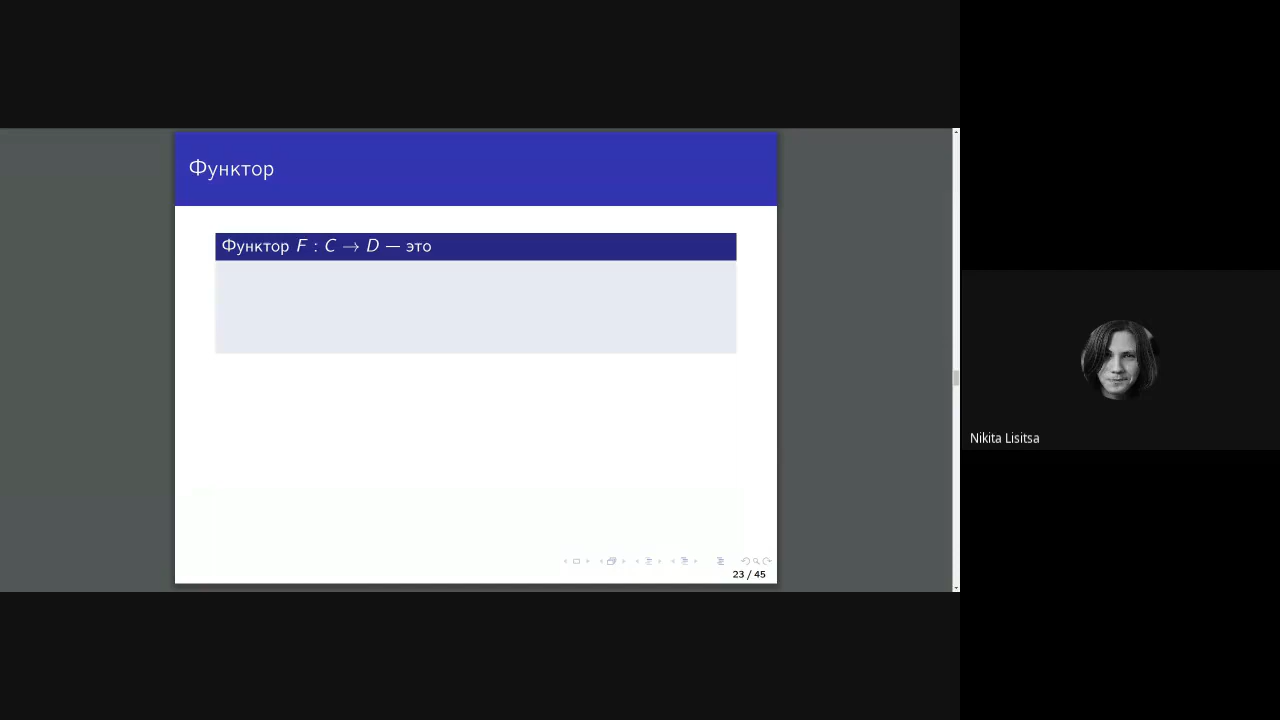 Функтор
Функтор F : C → D — это
23 / 45
Nikita Lisitsa